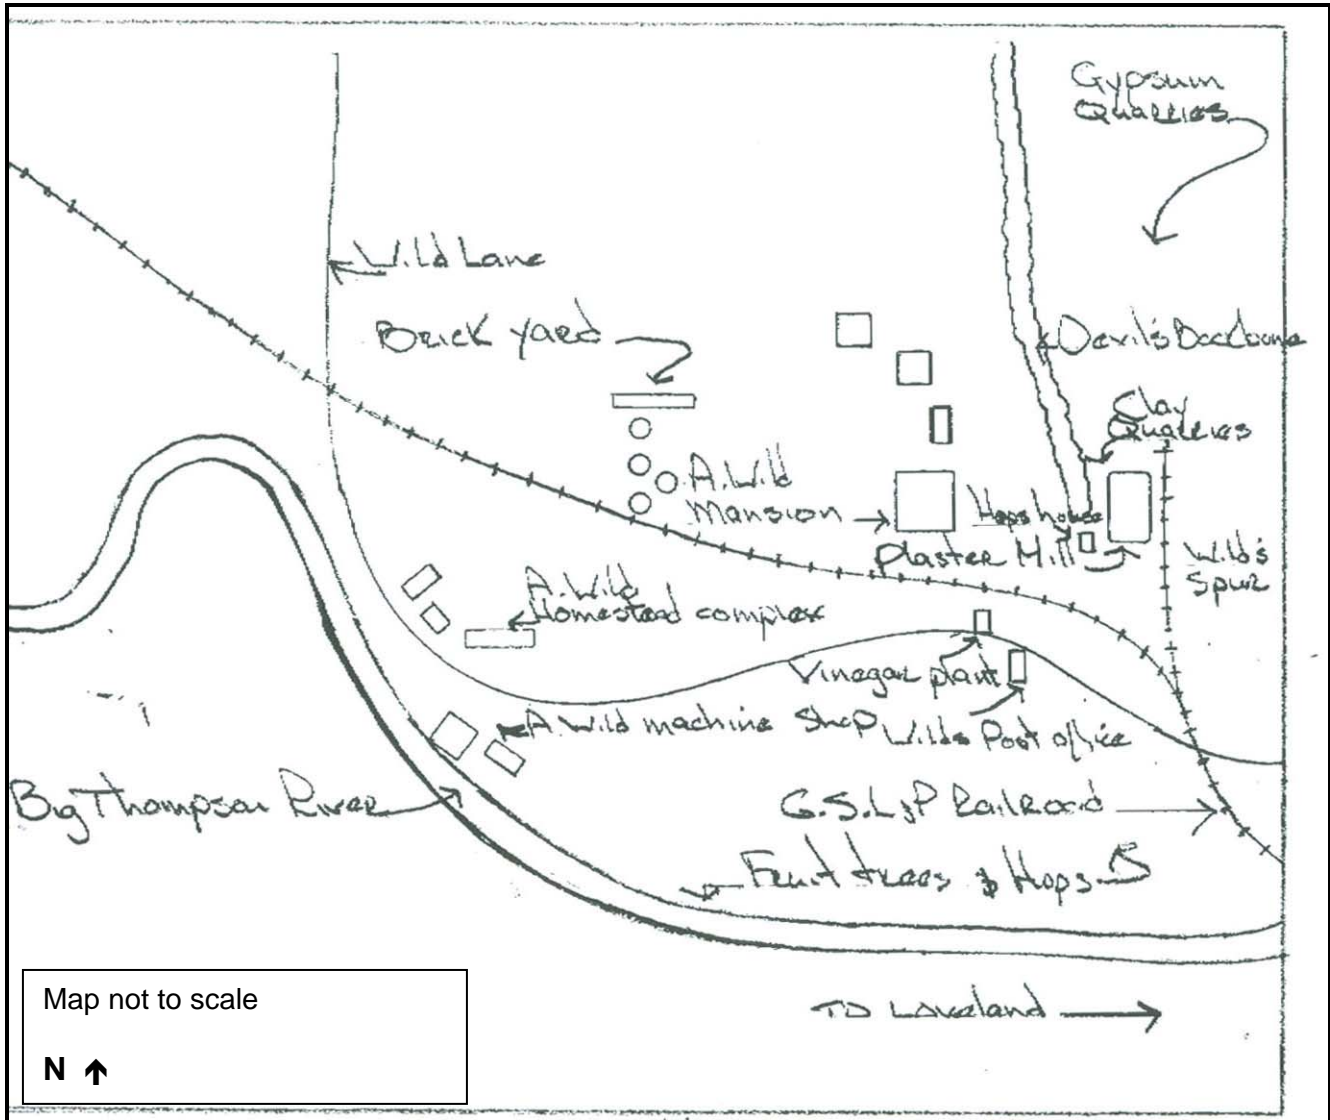 Gypsum
Quarries
Wild Lane
Brick yard
Devil's Backbone
Clay
Quarries
A. Wild
Mansion
Hops house
Plaster Mill
Wild's
Spur
A. Wild
Homestead complex
Vinegar plant
A. Wild machine Shop
Wilds Post office
Big Thompson River
G.S.L.&P Railroad
Fruit trees & Hops
TO Loveland
Map not to scale
N